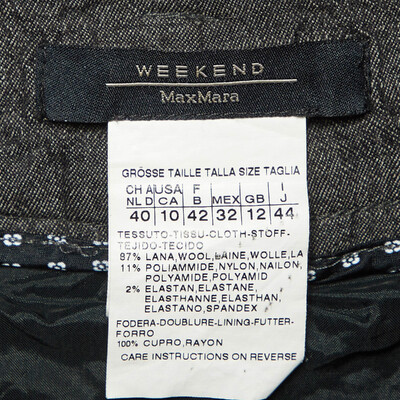 WEEKEND
MaxMara
GRÖSSE TAILLE TALLA SIZE TAGLIA
CH A USA F MEX GB I
NL D CA B J
40 10 42 32 12 44
TESSUTO-TISSU-CLOTH-STOFF-
TEJIDO-TECIDO
87% LANA,WOOL,LAINE,WOLLE,LA
11% POLIAMMIDE,NYLON,NAILON,
POLYAMIDE,POLYAMID
2% ELASTAN,ELASTANE,
ELASTHANNE,ELASTHAN,
ELASTANO,SPANDEX
FODERA-DOUBLURE-LINING-FUTTER-
FORRO
100% CUPRO,RAYON
CARE INSTRUCTIONS ON REVERSE